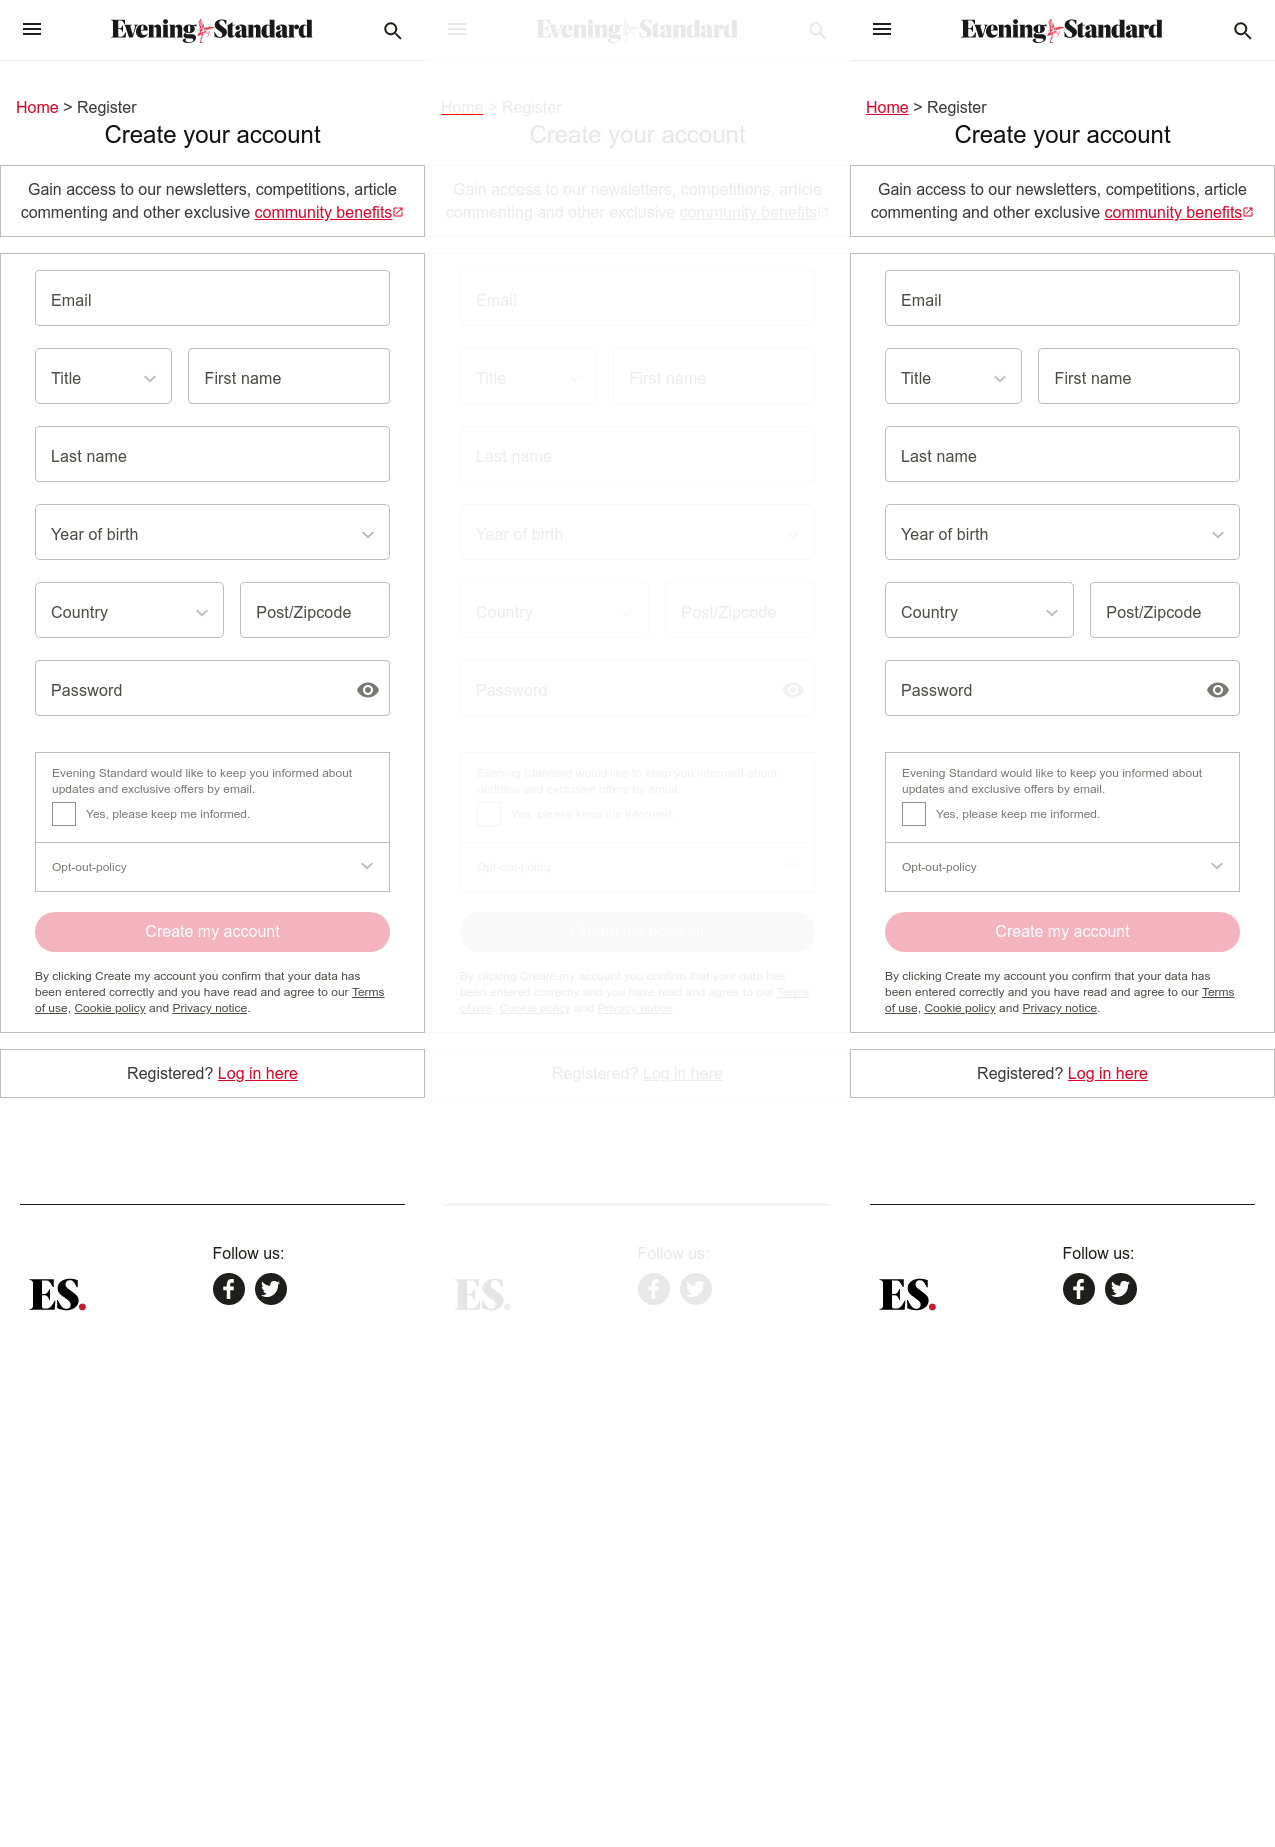 Evening Standard
Home > Register
Create your account
Gain access to our newsletters, competitions, article
commenting and other exclusive community benefits
Email
Title
First name
Last name
Year of birth
Country
Post/Zipcode
Password
Evening Standard would like to keep you informed about
updates and exclusive offers by email.
Yes, please keep me informed.
Opt-out-policy
Create my account
By clicking Create my account you confirm that your data has
been entered correctly and you have read and agree to our Terms
of use, Cookie policy and Privacy notice.
Registered? Log in here
Follow us:
ES.
Evening Standard
Home > Register
Create your account
Gain access to our newsletters, competitions, article
commenting and other exclusive community benefits
Email
Title
First name
Last name
Year of birth
Country
Post/Zipcode
Password
Evening Standard would like to keep you informed about
updates and exclusive offers by email.
Yes, please keep me informed.
Opt-out-policy
Create my account
By clicking Create my account you confirm that your data has
been entered correctly and you have read and agree to our Terms
of use, Cookie policy and Privacy notice.
Registered? Log in here
Follow us:
ES.
Evening Standard
Home > Register
Create your account
Gain access to our newsletters, competitions, article
commenting and other exclusive community benefits
Email
Title
First name
Last name
Year of birth
Country
Post/Zipcode
Password
Evening Standard would like to keep you informed about
updates and exclusive offers by email.
Yes, please keep me informed.
Opt-out-policy
Create my account
By clicking Create my account you confirm that your data has
been entered correctly and you have read and agree to our Terms
of use, Cookie policy and Privacy notice.
Registered? Log in here
Follow us:
ES.